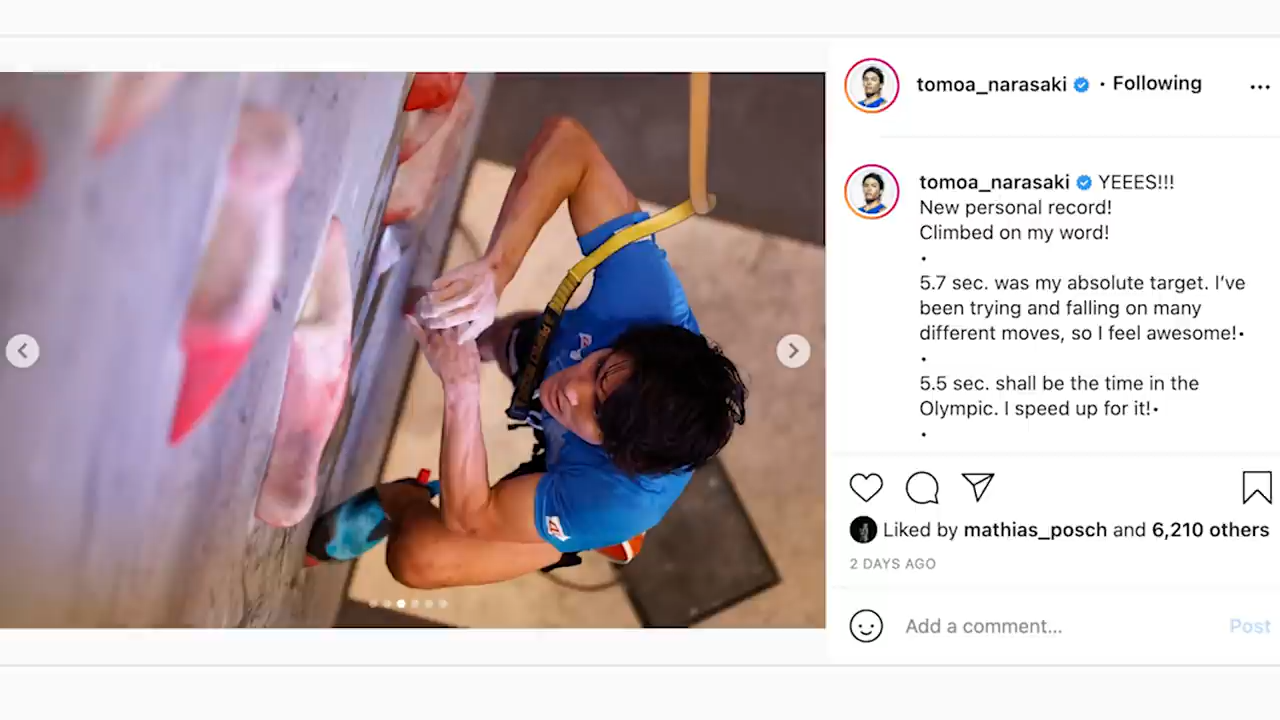 tomoa_narasaki • Following
tomoa_narasaki YEEES!!!
New personal record!
Climbed on my word!
•
5.7 sec. was my absolute target. I've
been trying and falling on many
different moves, so I feel awesome!•
•
5.5 sec. shall be the time in the
Olympic. I speed up for it!•
•
Liked by mathias_posch and 6,210 others
2 DAYS AGO
Add a comment...
Post